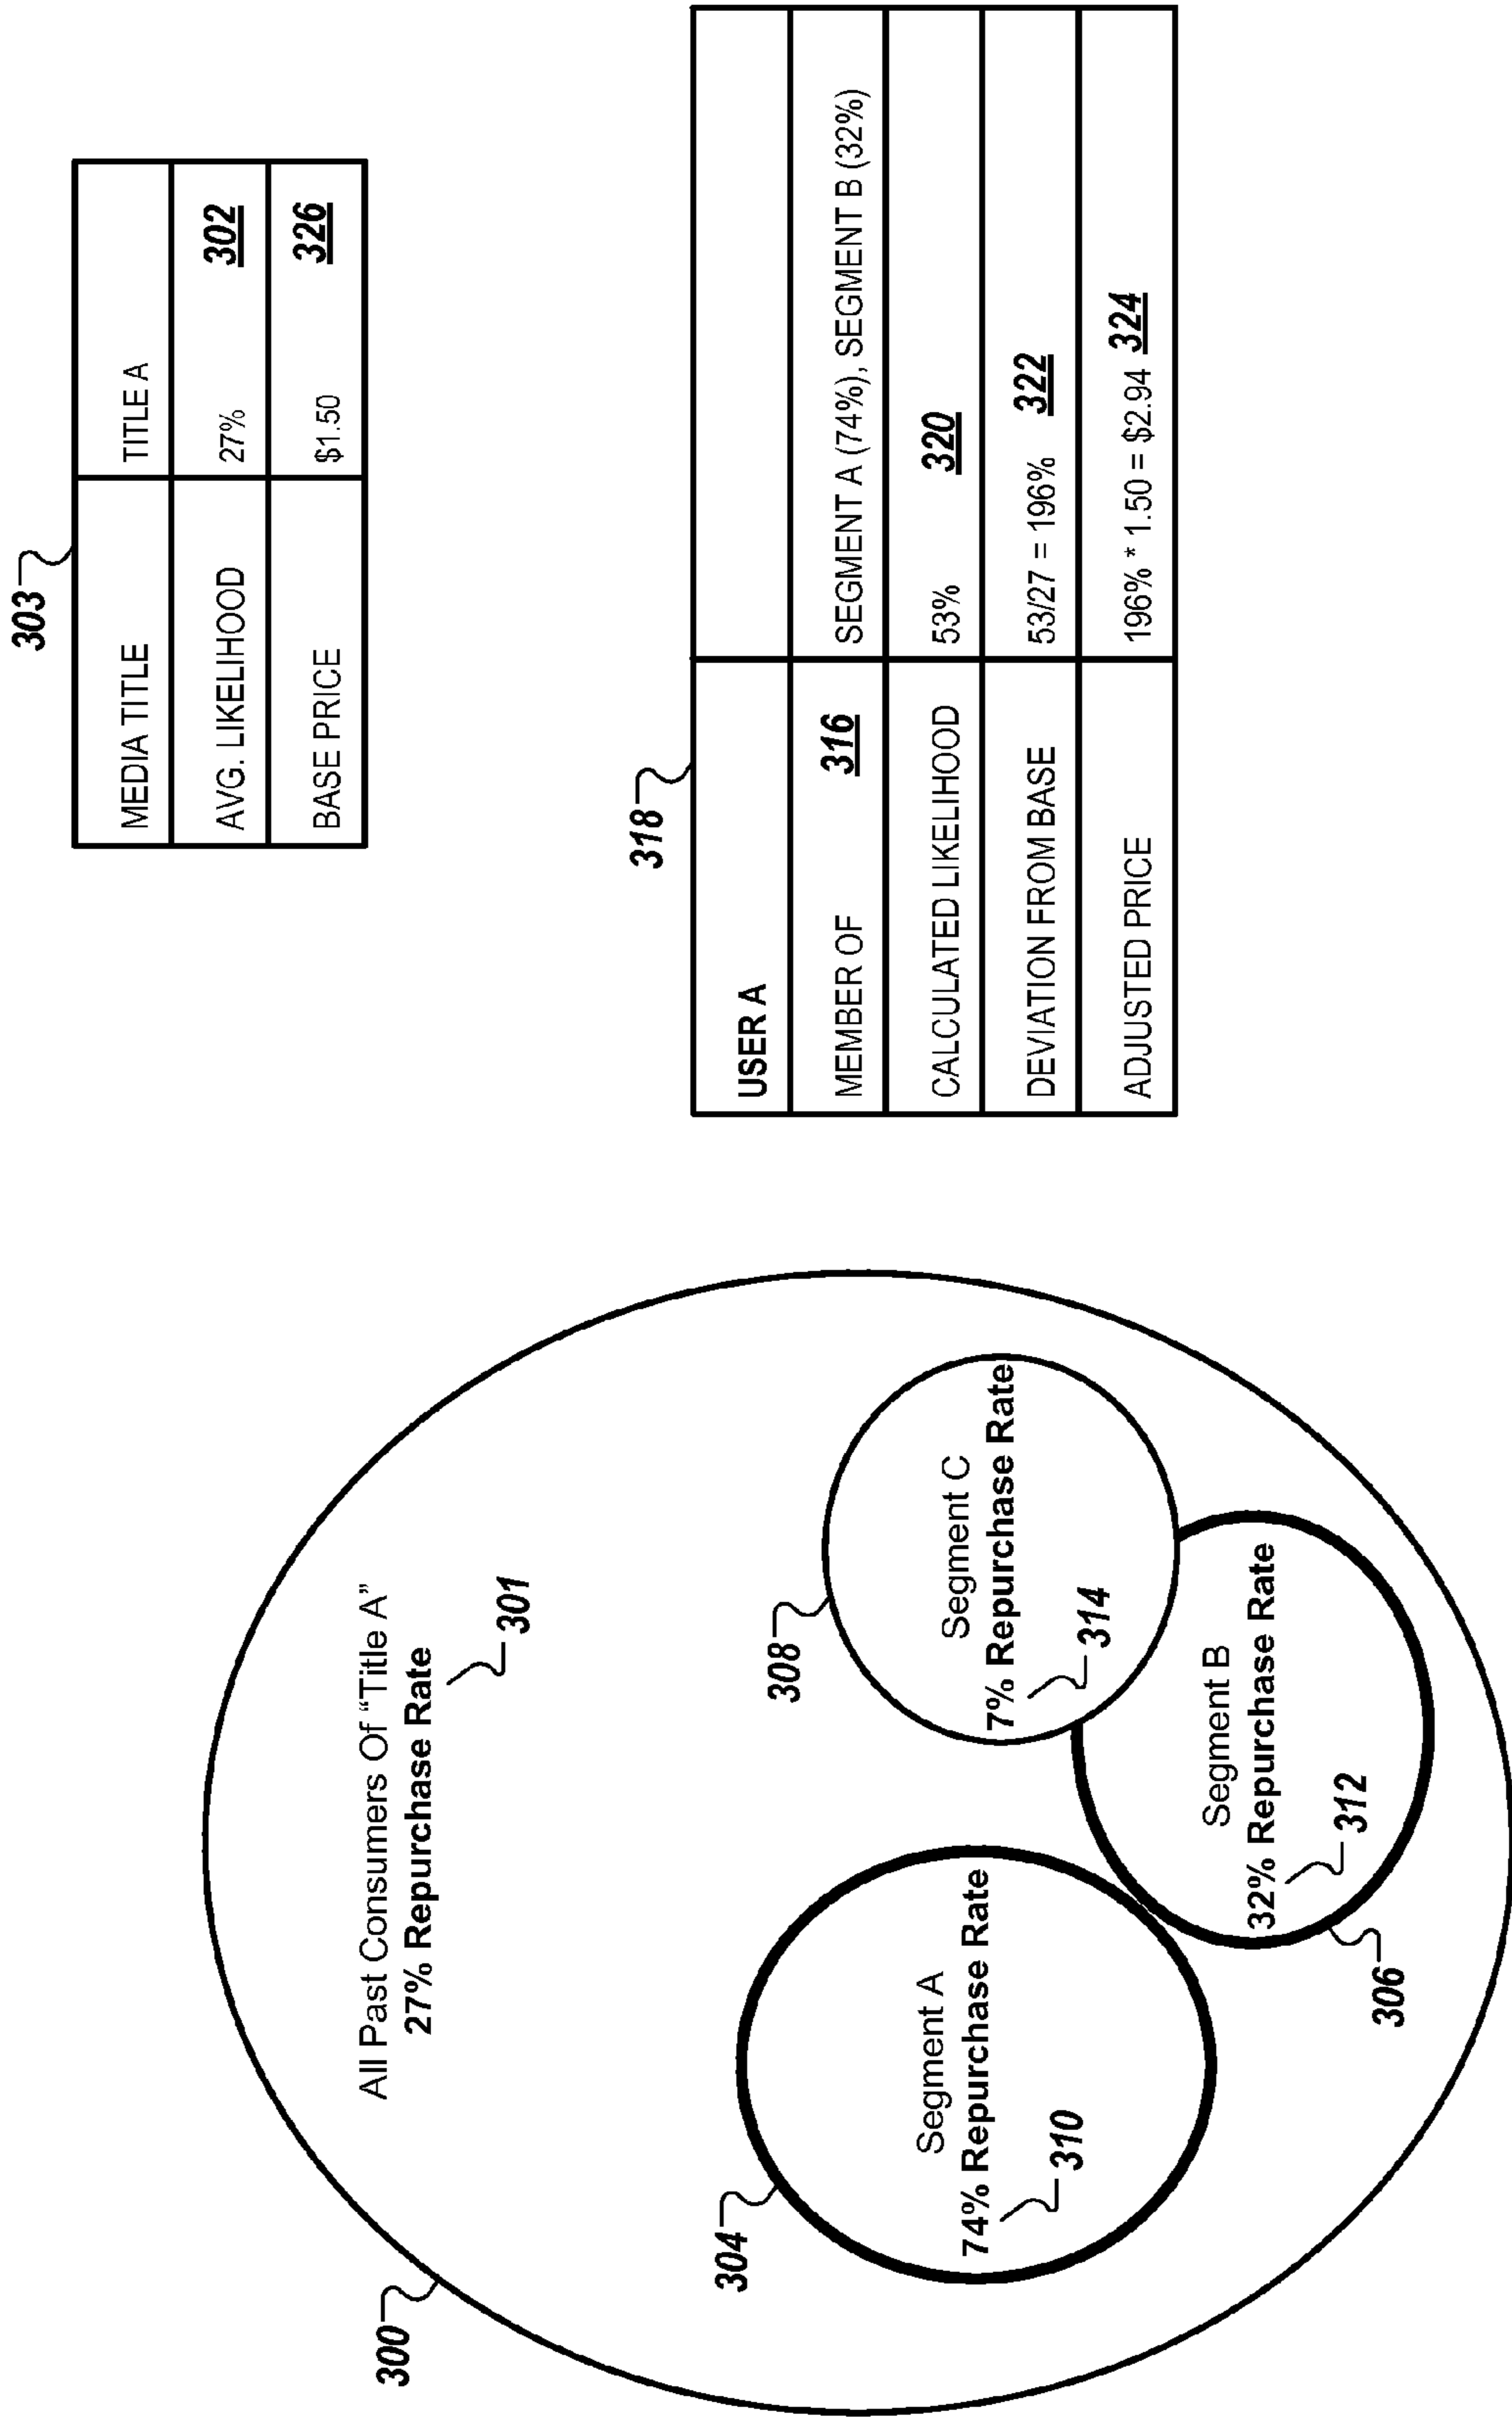 300
All Past Consumers Of "Title A"
27% Repurchase Rate
301
304
Segment A
74% Repurchase Rate
310
308
Segment C
7% Repurchase Rate
314
Segment B
32% Repurchase Rate
312
306
303
MEDIA TITLE TITLE A
AVG. LIKELIHOOD 27% 302
BASE PRICE $1.50 326
318
USER A
MEMBER OF 316 SEGMENT A (74%), SEGMENT B (32%)
CALCULATED LIKELIHOOD 53% 320
DEVIATION FROM BASE 53/27 = 196% 322
ADJUSTED PRICE 196% * 1.50 = $2.94 324